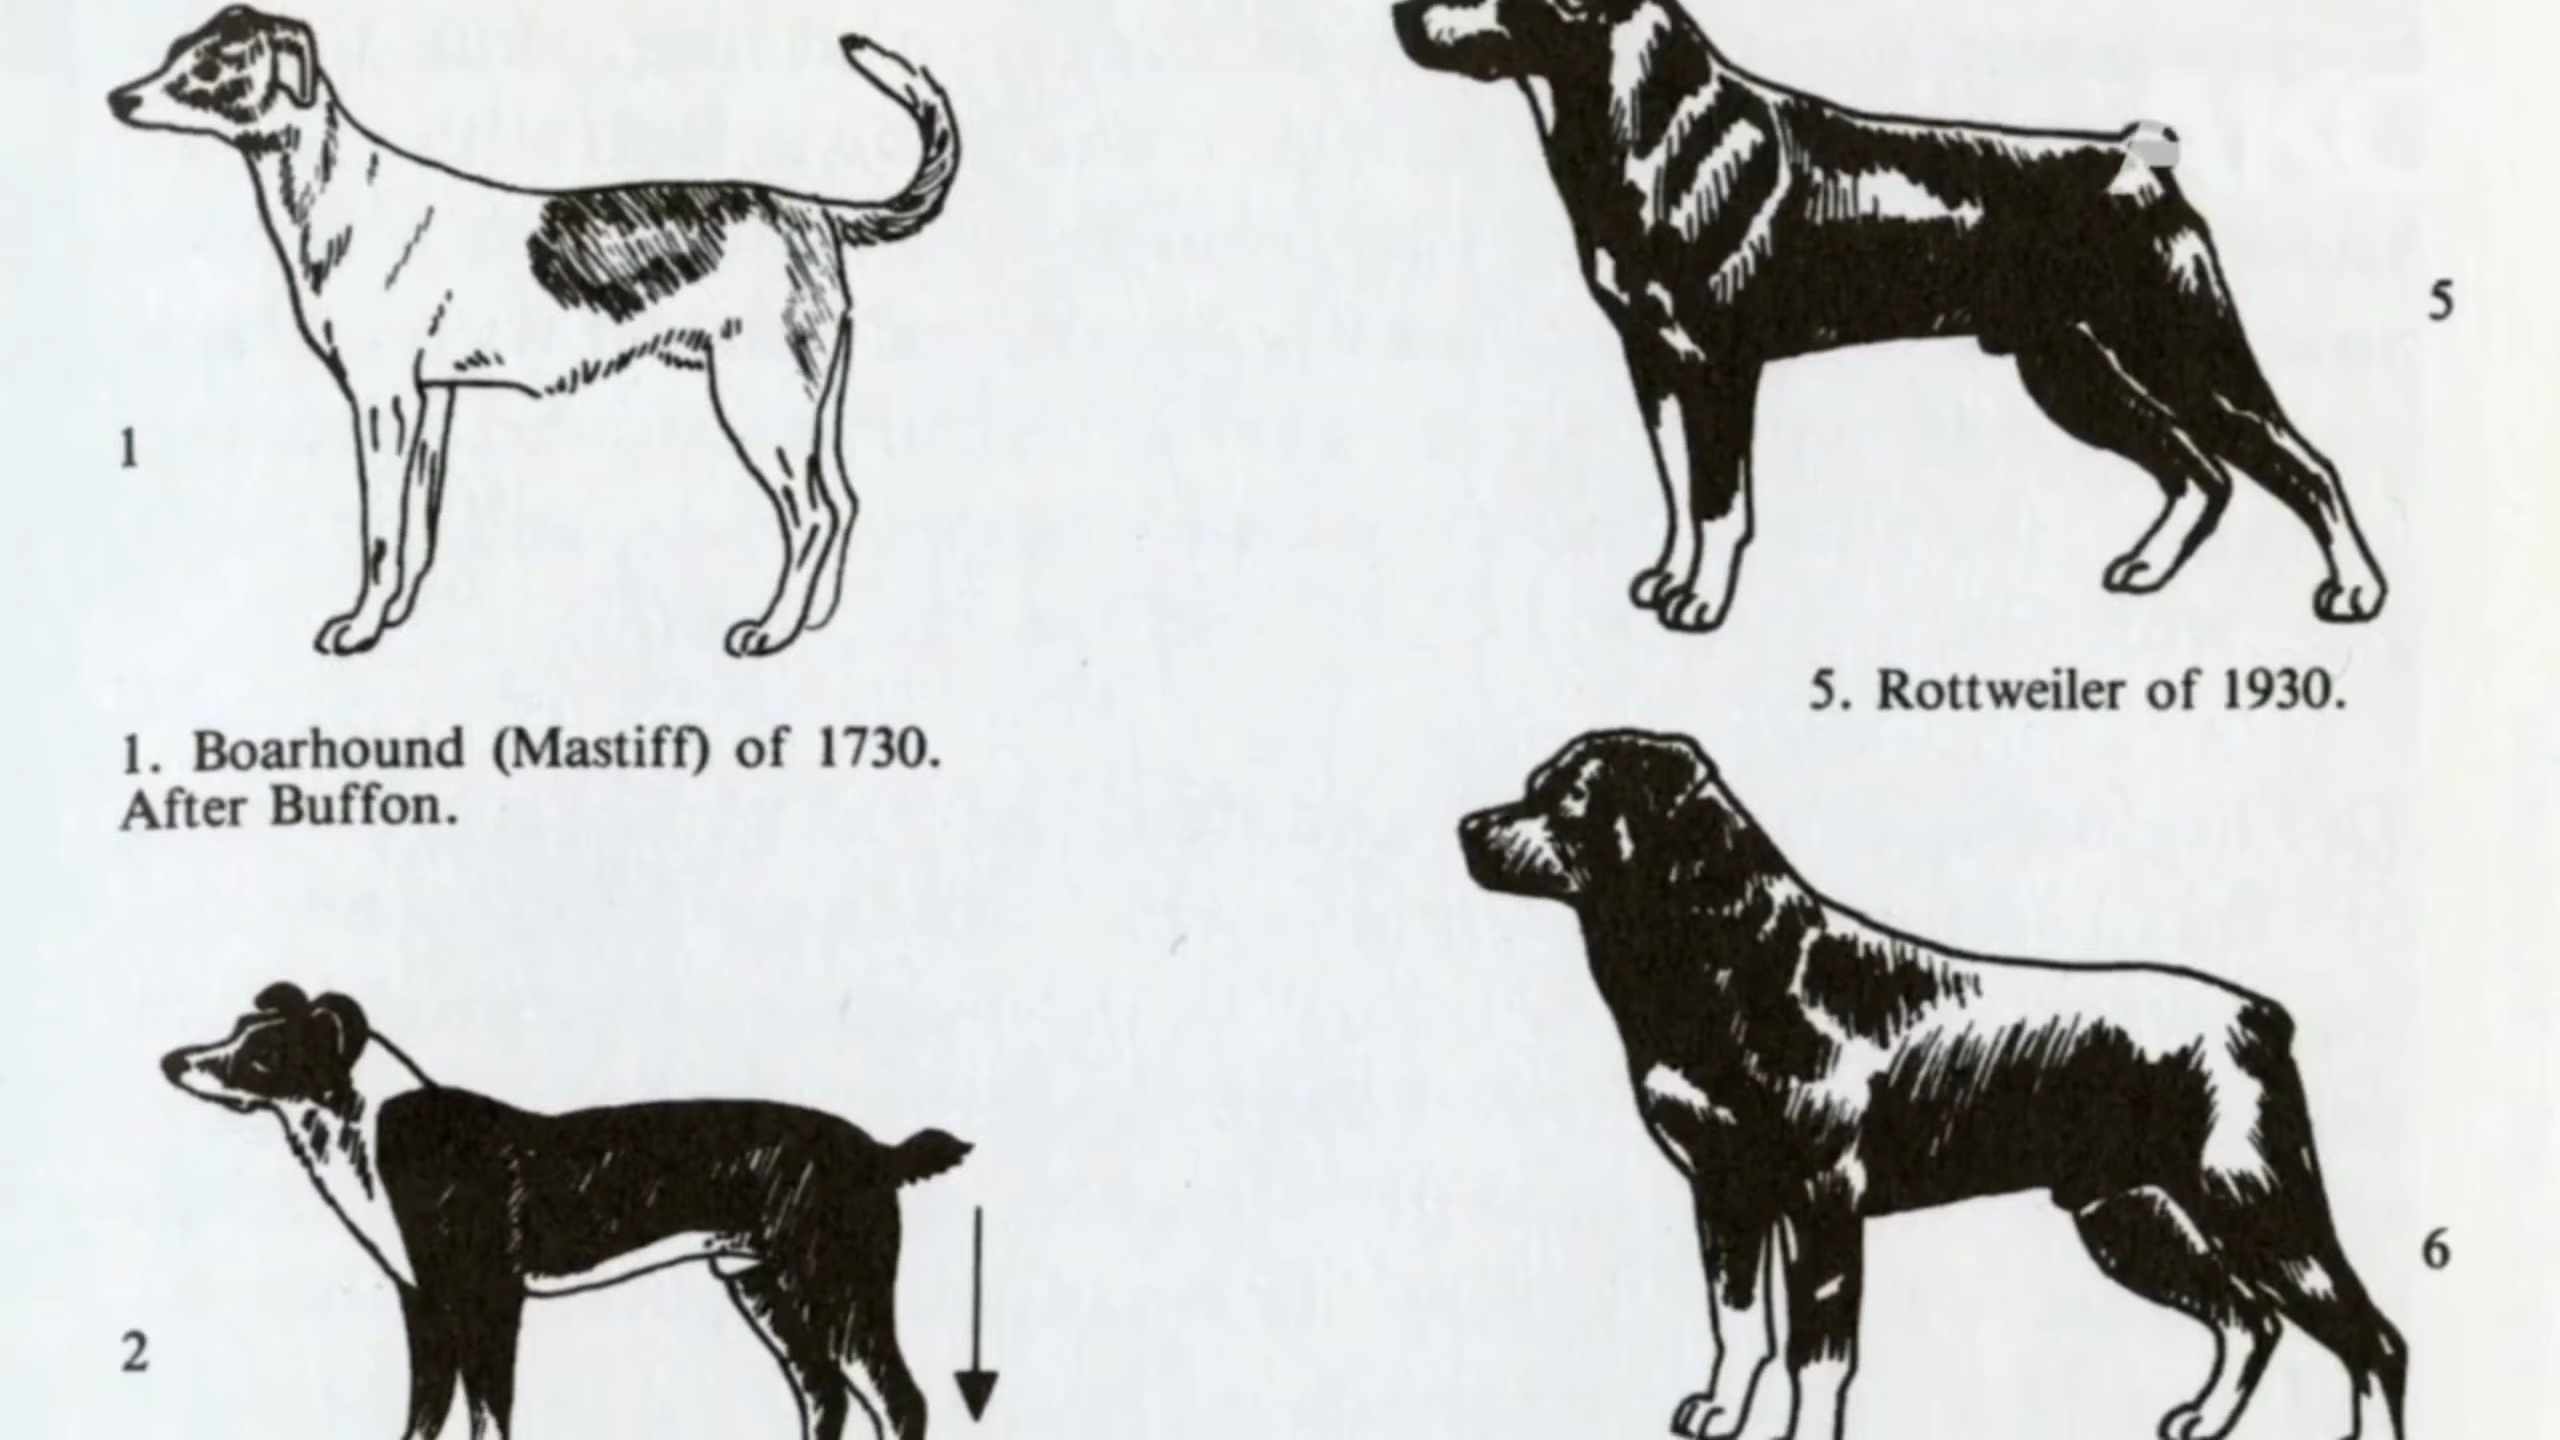 1
1. Boarhound (Mastiff) of 1730.
After Buffon.
2
5
5. Rottweiler of 1930.
6